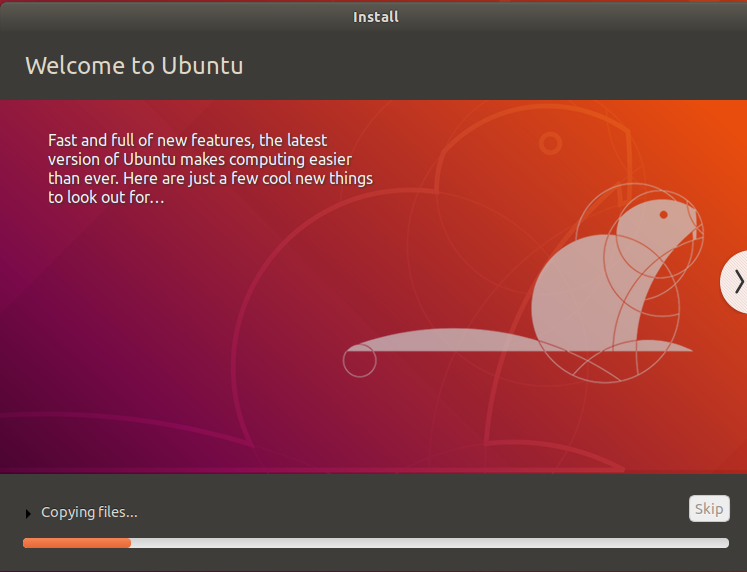 Install
Welcome to Ubuntu
Fast and full of new features, the latest
version of Ubuntu makes computing easier
than ever. Here are just a few cool new things
to look out for…
Copying files...
Skip